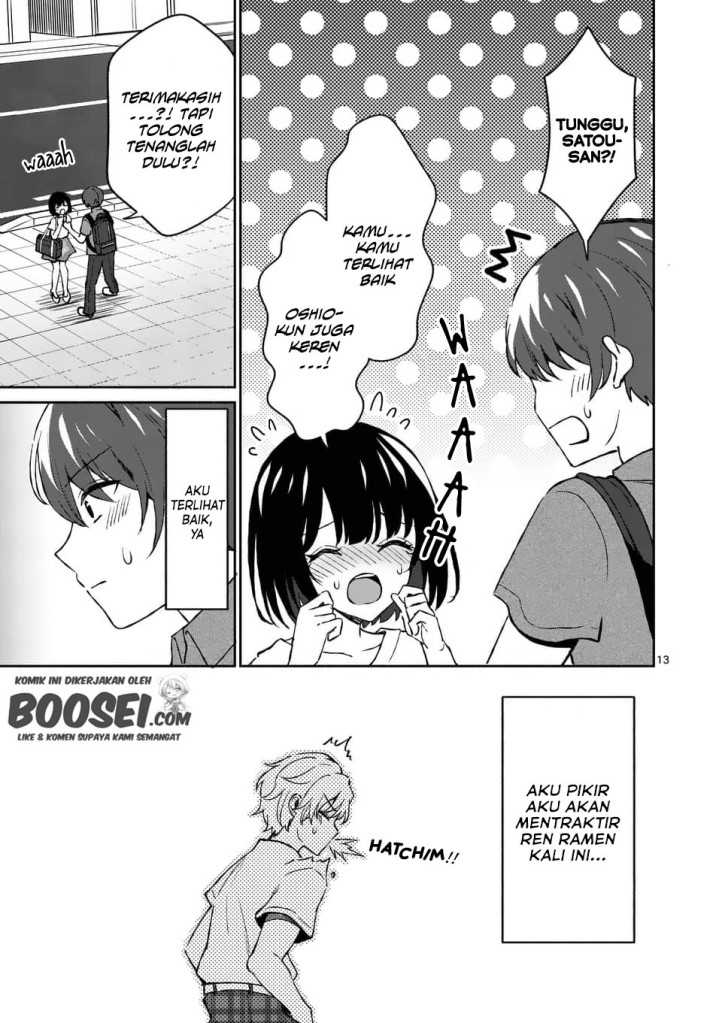 TUNGGU,
SATOU-
SAN?!
KAMU...
KAMU
TERLIHAT
BAIK
OSHIO-
KUN JUGA
KEREN
...!
WAAAH
TERIMAKASIH
...?! TAPI
TOLONG
TENANGLAH
DULU?!
waaah
AKU
TERLIHAT
BAIK,
YA
13
KOMIK INI DIKERJAKAN OLEH
BOOSEI.COM
LIKE & KOMEN SUPAYA KAMI SEMANGAT
AKU PIKIR
AKU AKAN
MENTRAKTIR
REN RAMEN
KALI INI...
HATCHIM!!